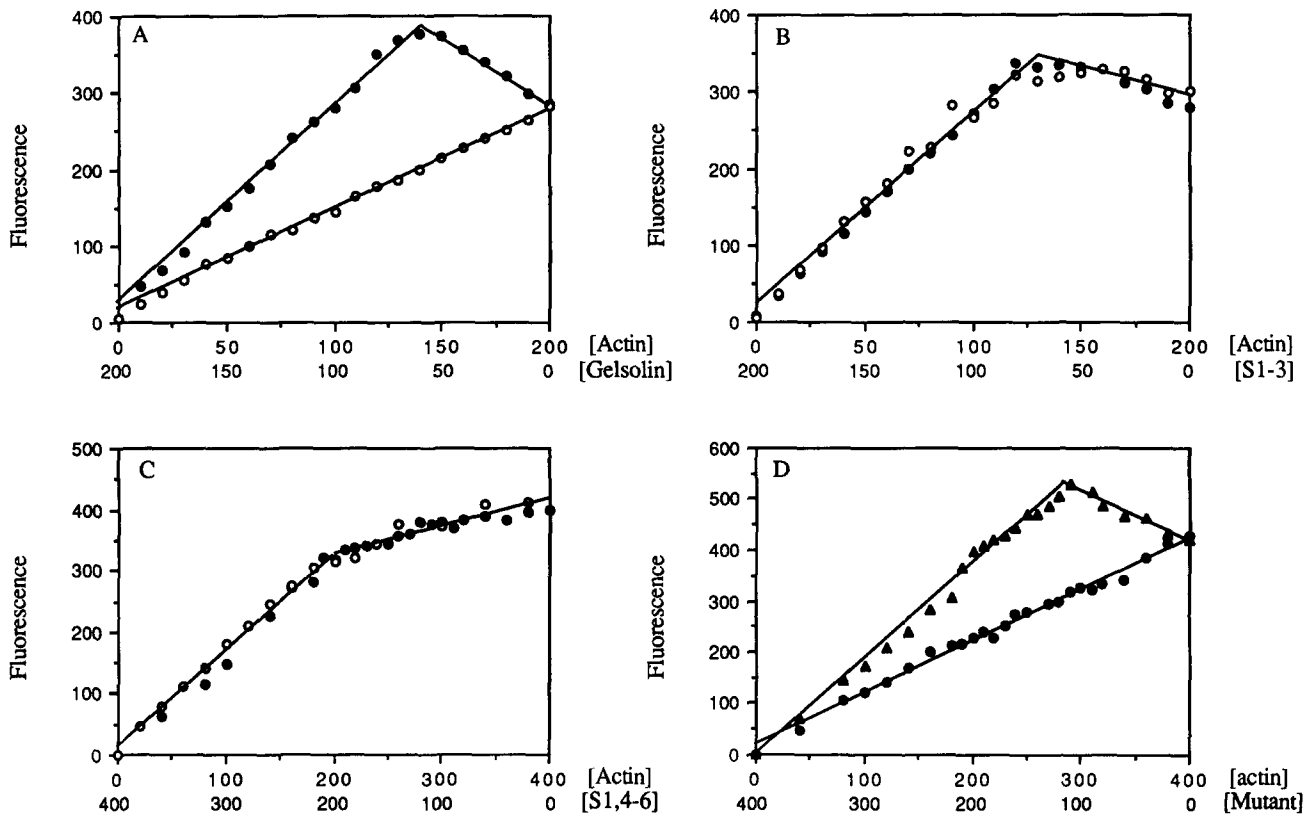 A
400
300
200
100
0
Fluorescence
0 50 100 150 200 [Actin]
200 150 100 50 0 [Gelsolin]
B
400
300
200
100
0
Fluorescence
0 50 100 150 200 [Actin]
200 150 100 50 0 [S1-3]
C
500
400
300
200
100
0
Fluorescence
0 100 200 300 400 [Actin]
400 300 200 100 0 [S1,4-6]
D
600
500
400
300
200
100
0
Fluorescence
0 100 200 300 400 [actin]
400 300 200 100 0 [Mutant]